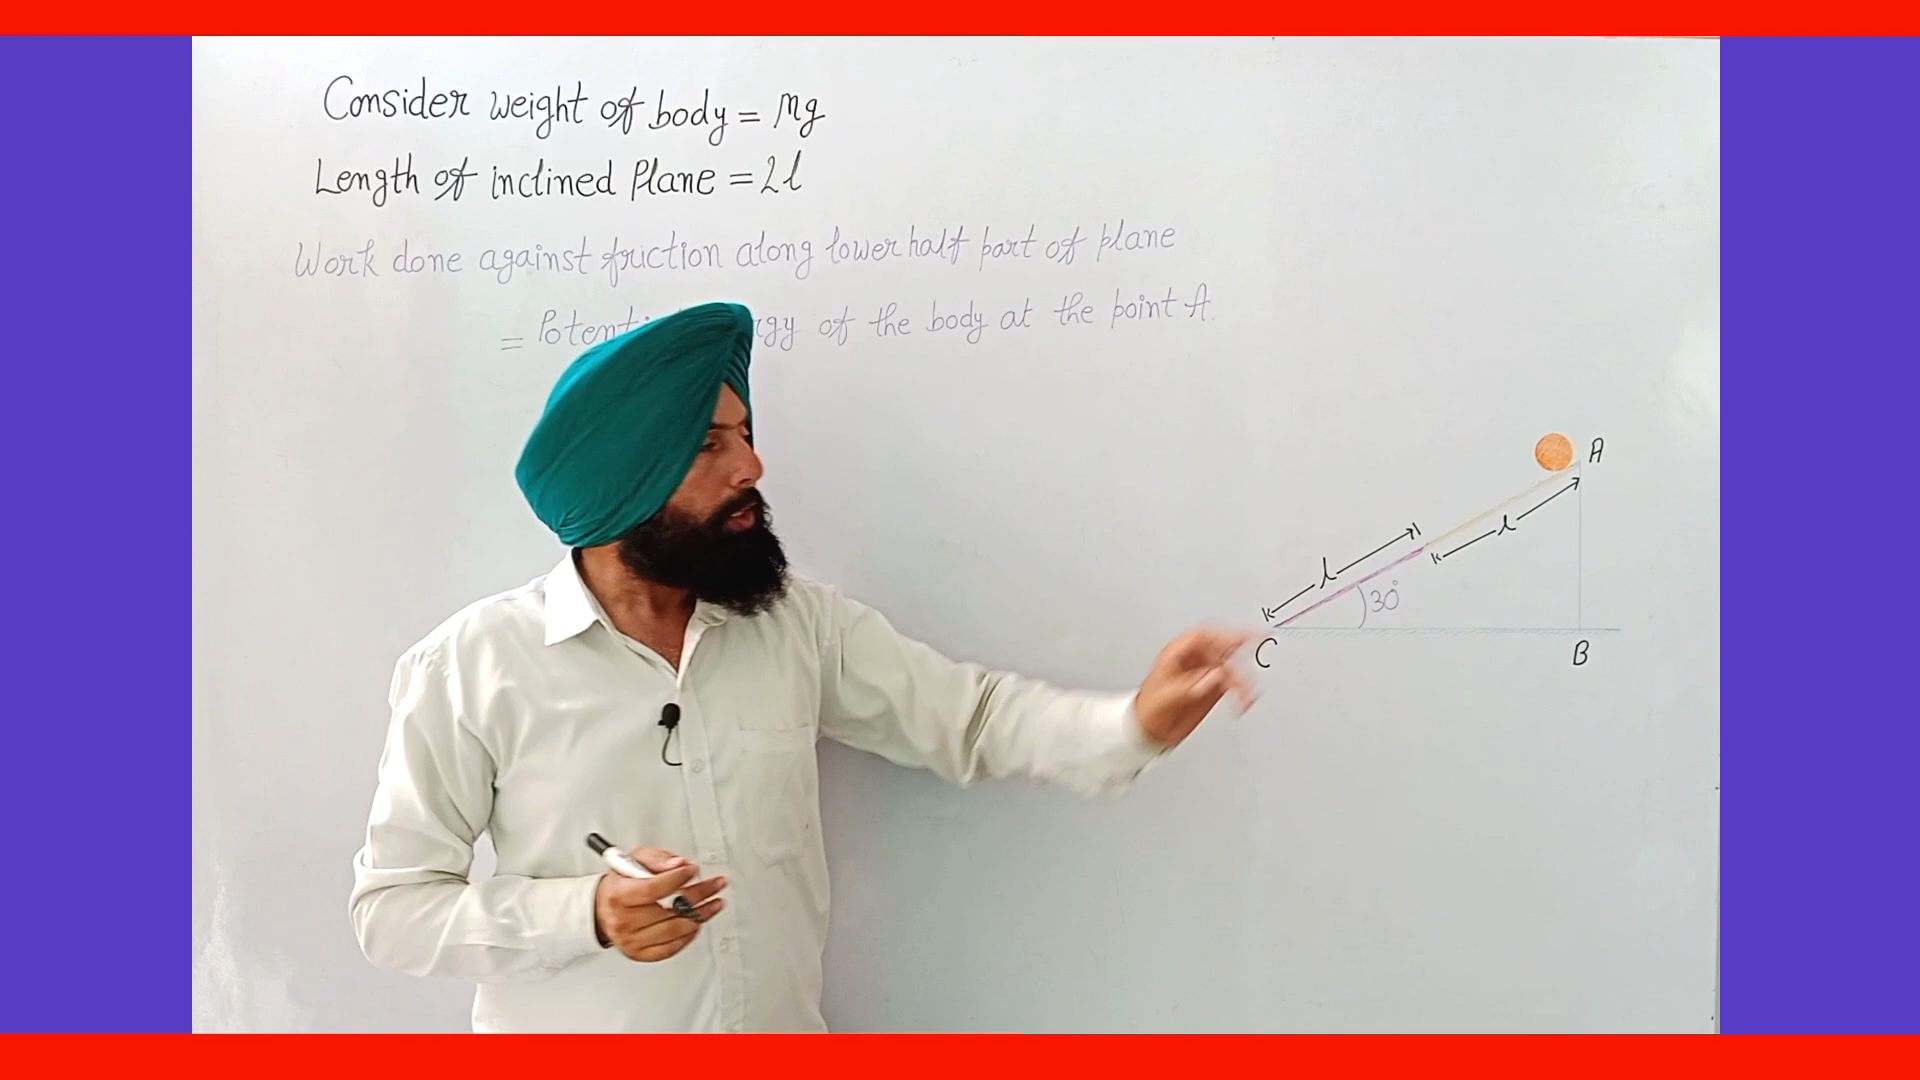 Consider weight of body = Mg
Length of inclined Plane = 2l
Work done against friction along lower half part of plane
= of the body at the point A.
A
l
l
30°
C
B